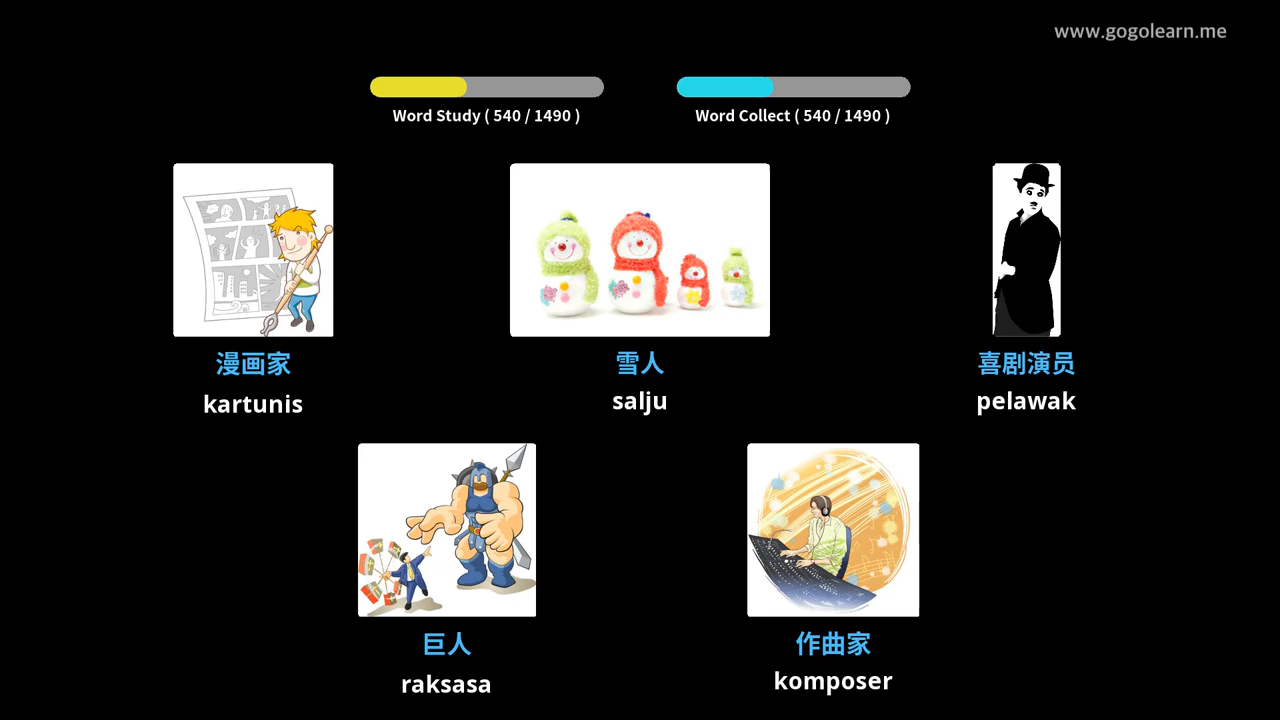 www.gogolearn.me
Word Study ( 540 / 1490 )
Word Collect ( 540 / 1490 )
漫画家
kartunis
雪人
salju
喜剧演员
pelawak
巨人
raksasa
作曲家
komposer